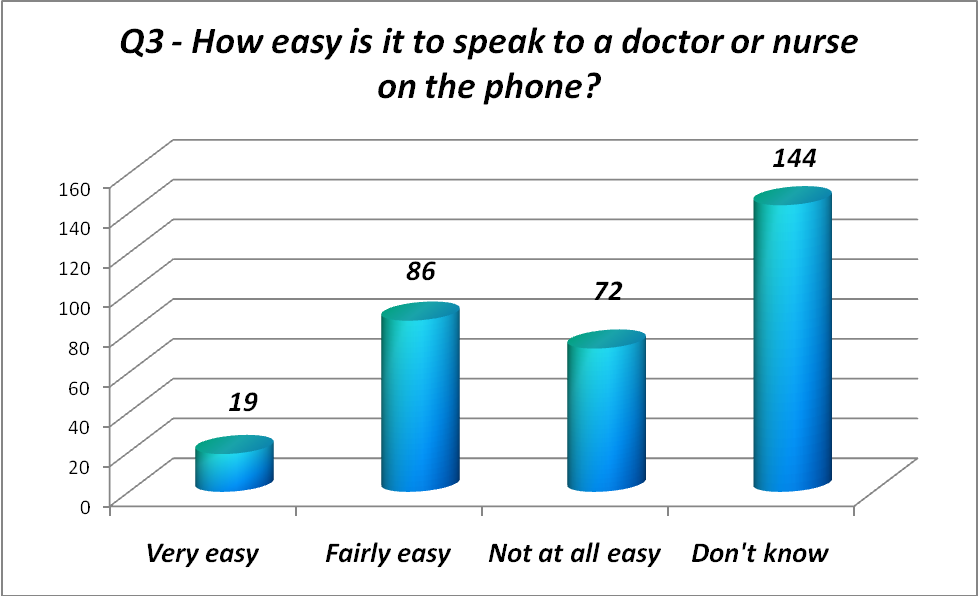 Q3 - How easy is it to speak to a doctor or nurse
on the phone?
144
160
140
120
100
80
60
40
20
0
86
72
19
Very easy
Fairly easy
Not at all easy
Don't know